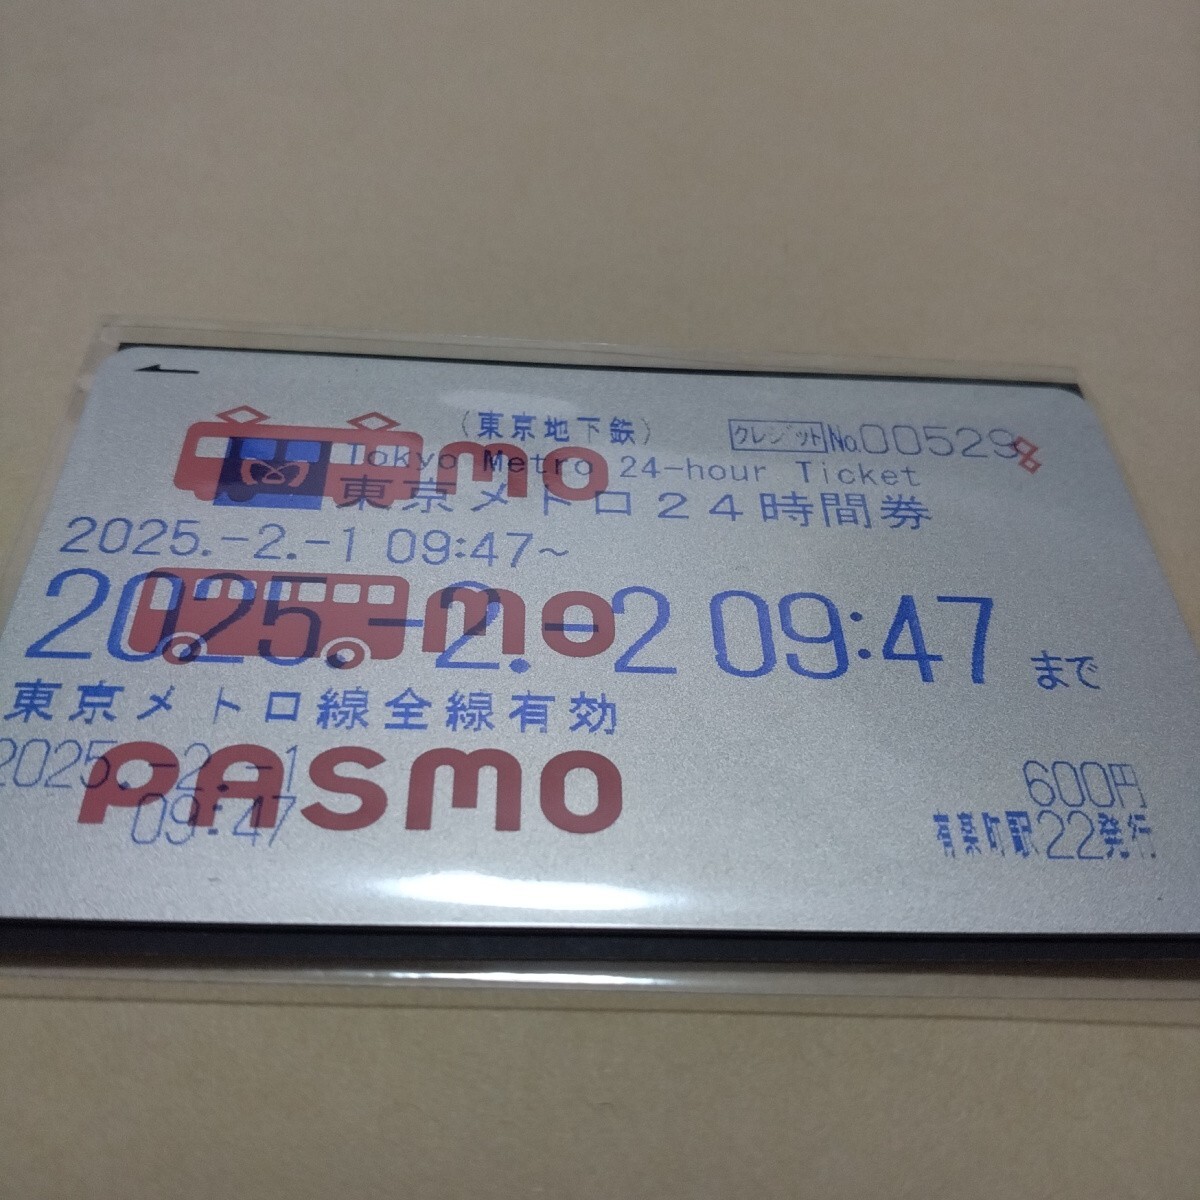 (東京地下鉄)
クレジット No.00529
mo
Tokyo Metro 24-hour Ticket
東京メトロ24時間券
2025.-2.-1 09:47~
mo
2025.-2.-2 09:47 まで
東京メトロ線全線有効
2025.-2.-1
09:47
PASMO
600円
有楽町駅22発行